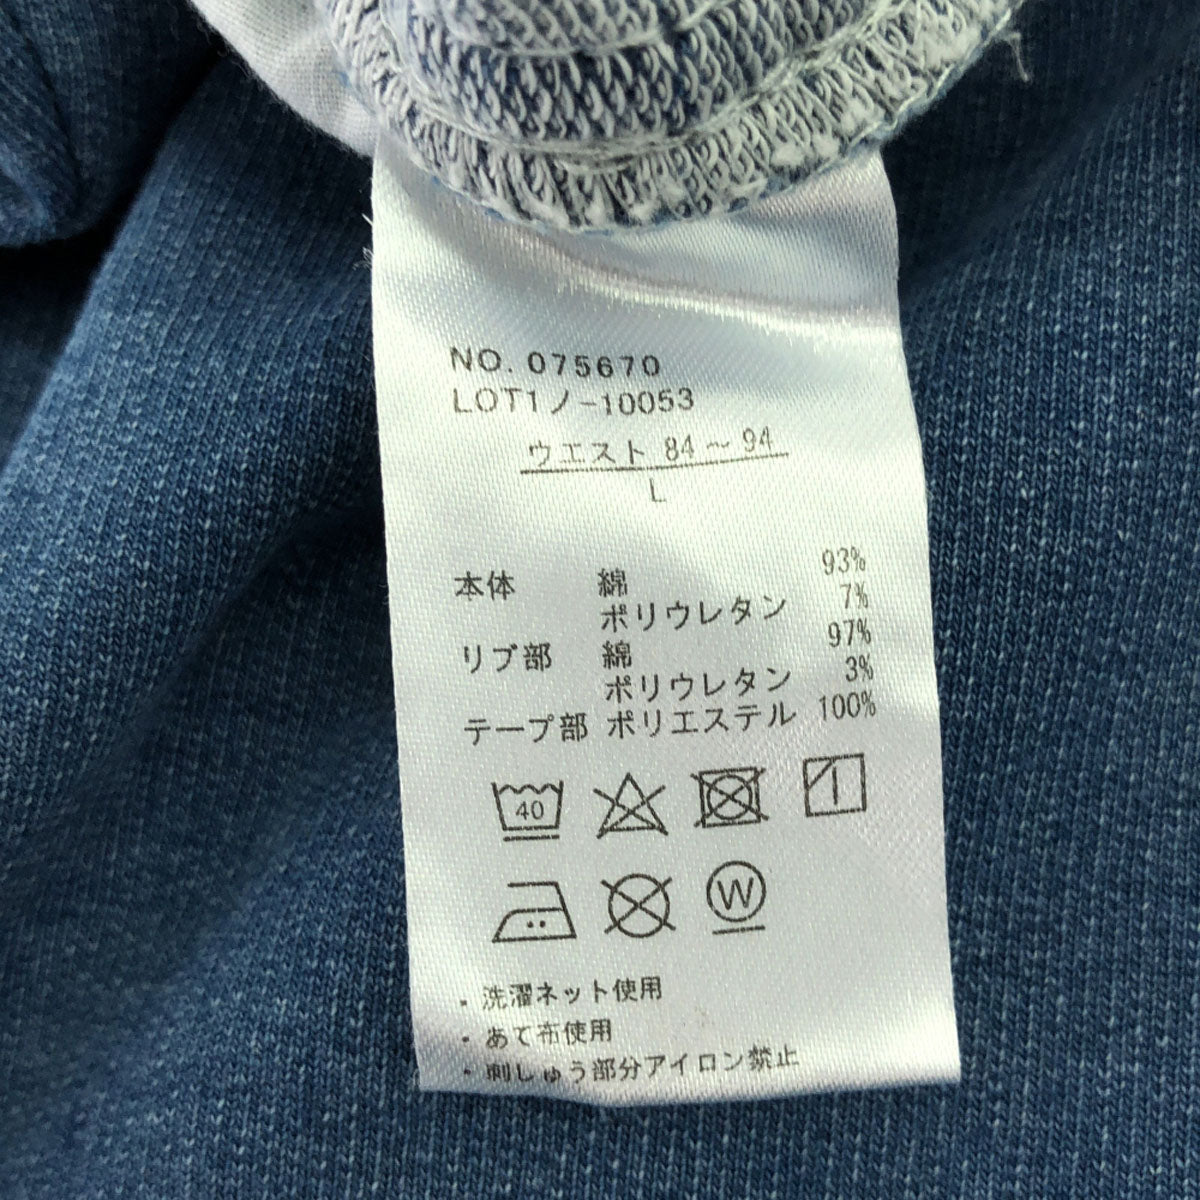 NO. 075670
LOT1ノ-10053
ウエスト 84～94
L
本体 綿 93%
ポリウレタン 7%
リブ部 綿 97%
ポリウレタン 3%
テープ部 ポリエステル 100%
40
W
・洗濯ネット使用
・あて布使用
・刺しゅう部分アイロン禁止